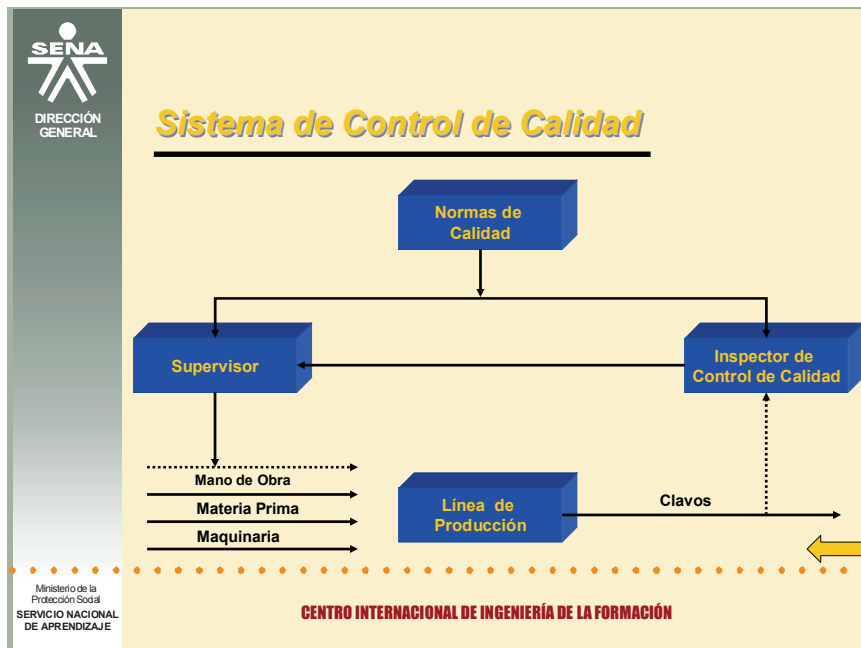 SENA
DIRECCIÓN
GENERAL
Sistema de Control de Calidad
Normas de
Calidad
Supervisor
Inspector de
Control de Calidad
Mano de Obra
Materia Prima
Maquinaria
Línea de
Producción
Clavos
Ministerio de la
Protección Social
SERVICIO NACIONAL
DE APRENDIZAJE
CENTRO INTERNACIONAL DE INGENIERÍA DE LA FORMACIÓN